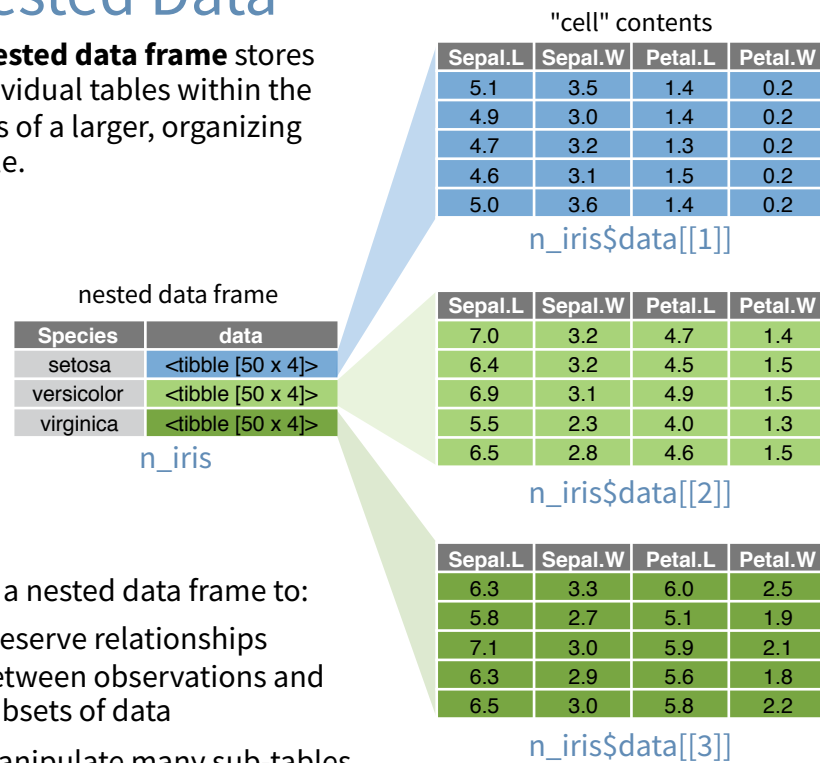 ested Data
ested data frame stores
ividual tables within the
s of a larger, organizing
e.
"cell" contents
Sepal.L Sepal.W Petal.L Petal.W
5.1 3.5 1.4 0.2
4.9 3.0 1.4 0.2
4.7 3.2 1.3 0.2
4.6 3.1 1.5 0.2
5.0 3.6 1.4 0.2
n_iris$data[[1]]
nested data frame
Species data
setosa <tibble [50 x 4]>
versicolor <tibble [50 x 4]>
virginica <tibble [50 x 4]>
n_iris
Sepal.L Sepal.W Petal.L Petal.W
7.0 3.2 4.7 1.4
6.4 3.2 4.5 1.5
6.9 3.1 4.9 1.5
5.5 2.3 4.0 1.3
6.5 2.8 4.6 1.5
n_iris$data[[2]]
Sepal.L Sepal.W Petal.L Petal.W
6.3 3.3 6.0 2.5
5.8 2.7 5.1 1.9
7.1 3.0 5.9 2.1
6.3 2.9 5.6 1.8
6.5 3.0 5.8 2.2
n_iris$data[[3]]
a nested data frame to:
eserve relationships
etween observations and
bsets of data
anipulate many sub-tables